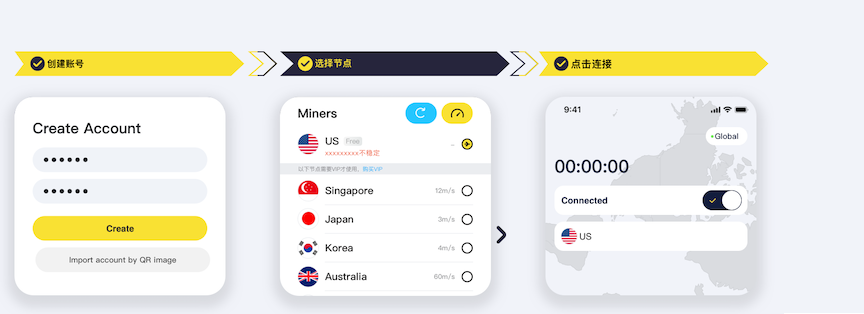 创建账号
选择节点
点击连接
Create Account
Create
Import account by QR image
Miners
US Free
xxxxxxxxx不稳定
以下节点需要VIP才使用，购买VIP
Singapore 12m/s
Japan 3m/s
Korea 4m/s
Australia 60m/s
9:41
Global
00:00:00
Connected
US